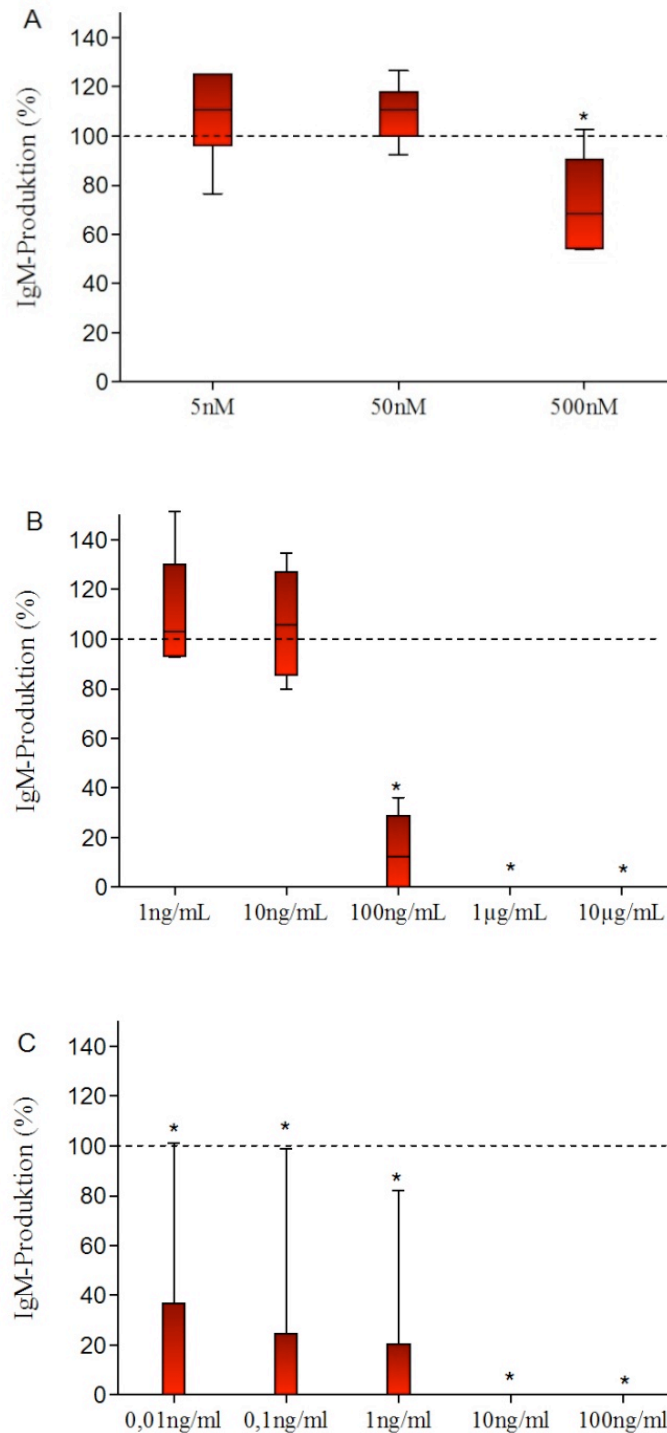 A
IgM-Produktion (%)
140
120
100
80
60
40
20
0
*
5nM 50nM 500nM
B
IgM-Produktion (%)
140
120
100
80
60
40
20
0
* * *
1ng/mL 10ng/mL 100ng/mL 1µg/mL 10µg/mL
C
IgM-Produktion (%)
140
120
100
80
60
40
20
0
* * * * *
0,01ng/ml 0,1ng/ml 1ng/ml 10ng/ml 100ng/ml